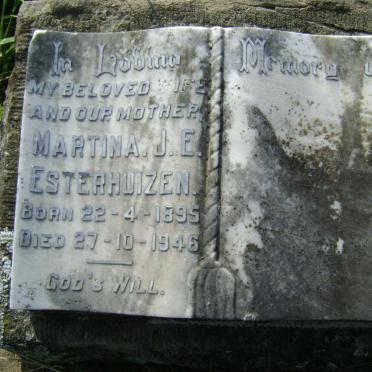 In Loving Memory
MY BELOVED WIFE
AND OUR MOTHER,
MARTINA. J. E.
ESTERHUIZEN.
BORN 22-4-1895
DIED 27-10-1946
GOD'S WILL.